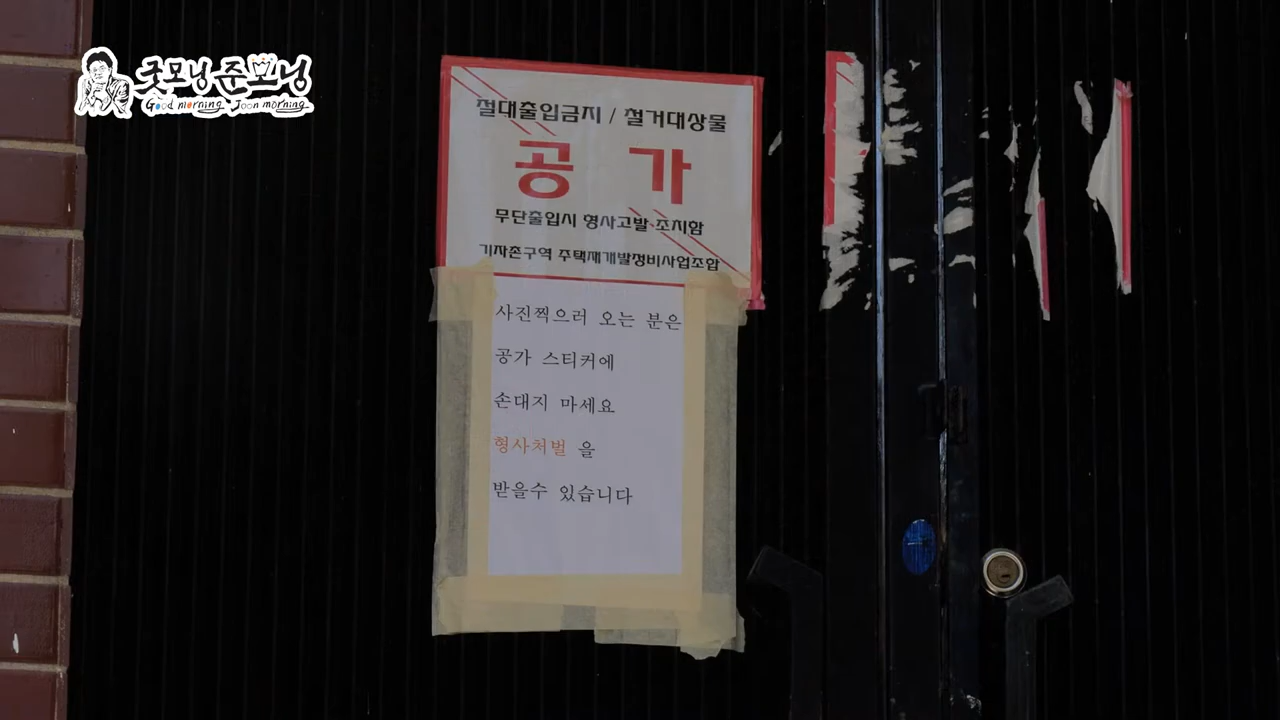 굿모닝 준모닝
Good morning, Joon morning.
절대출입금지 / 철거대상물
공 가
무단출입시 형사고발 조치함
기자촌구역 주택재개발정비사업조합
사진찍으러 오는 분은
공가 스티커에
손대지 마세요
형사처벌 을
받을수 있습니다